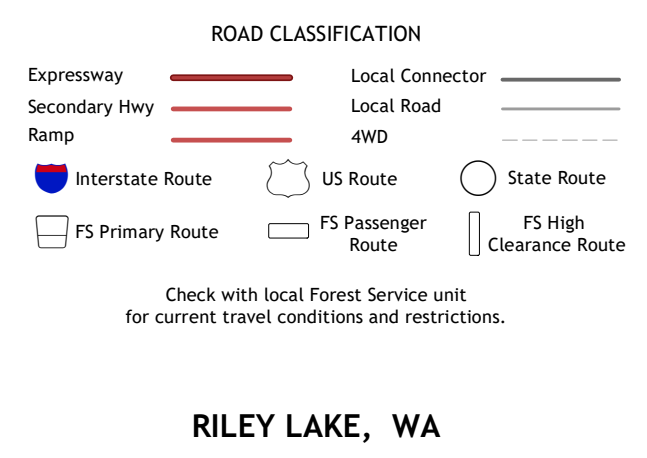 ROAD CLASSIFICATION
Expressway
Local Connector
Secondary Hwy
Local Road
Ramp
4WD
Interstate Route
US Route
State Route
FS Primary Route
FS Passenger
Route
FS High
Clearance Route
Check with local Forest Service unit
for current travel conditions and restrictions.
RILEY LAKE, WA